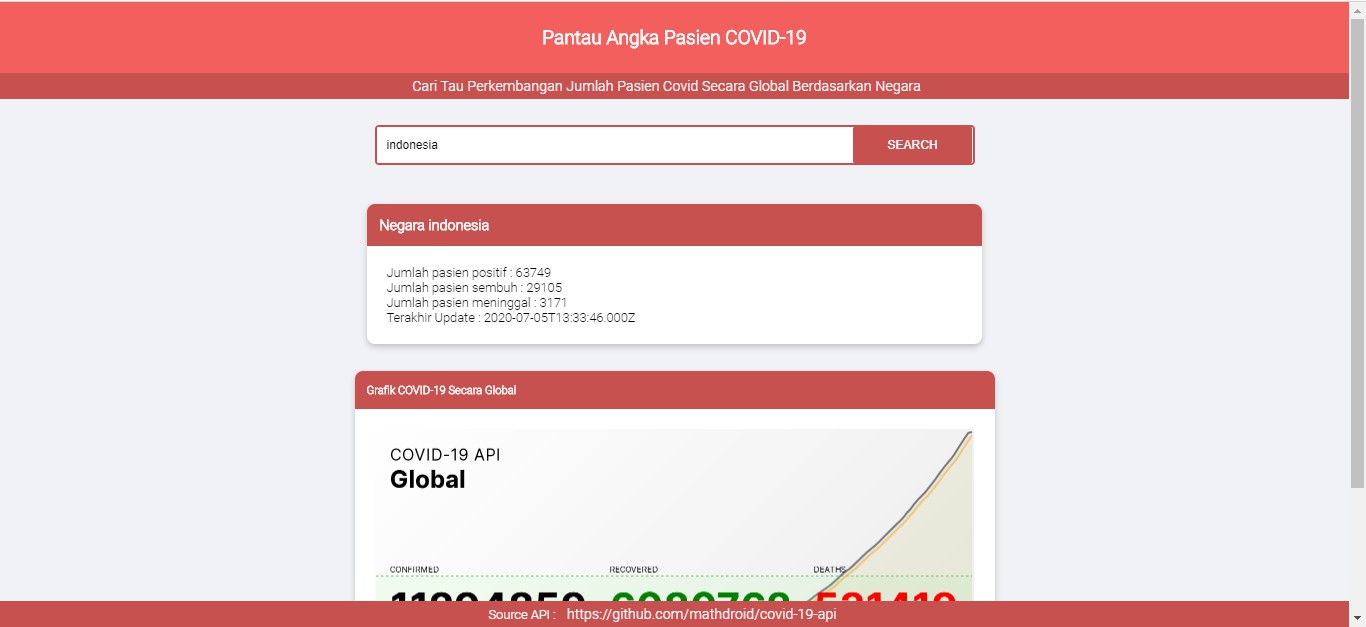 Pantau Angka Pasien COVID-19
Cari Tau Perkembangan Jumlah Pasien Covid Secara Global Berdasarkan Negara
indonesia SEARCH
Negara indonesia
Jumlah pasien positif : 63749
Jumlah pasien sembuh : 29105
Jumlah pasien meninggal : 3171
Terakhir Update : 2020-07-05T13:33:46.000Z
Grafik COVID-19 Secara Global
COVID-19 API
Global
CONFIRMED RECOVERED DEATHS
Source API : https://github.com/mathdroid/covid-19-api